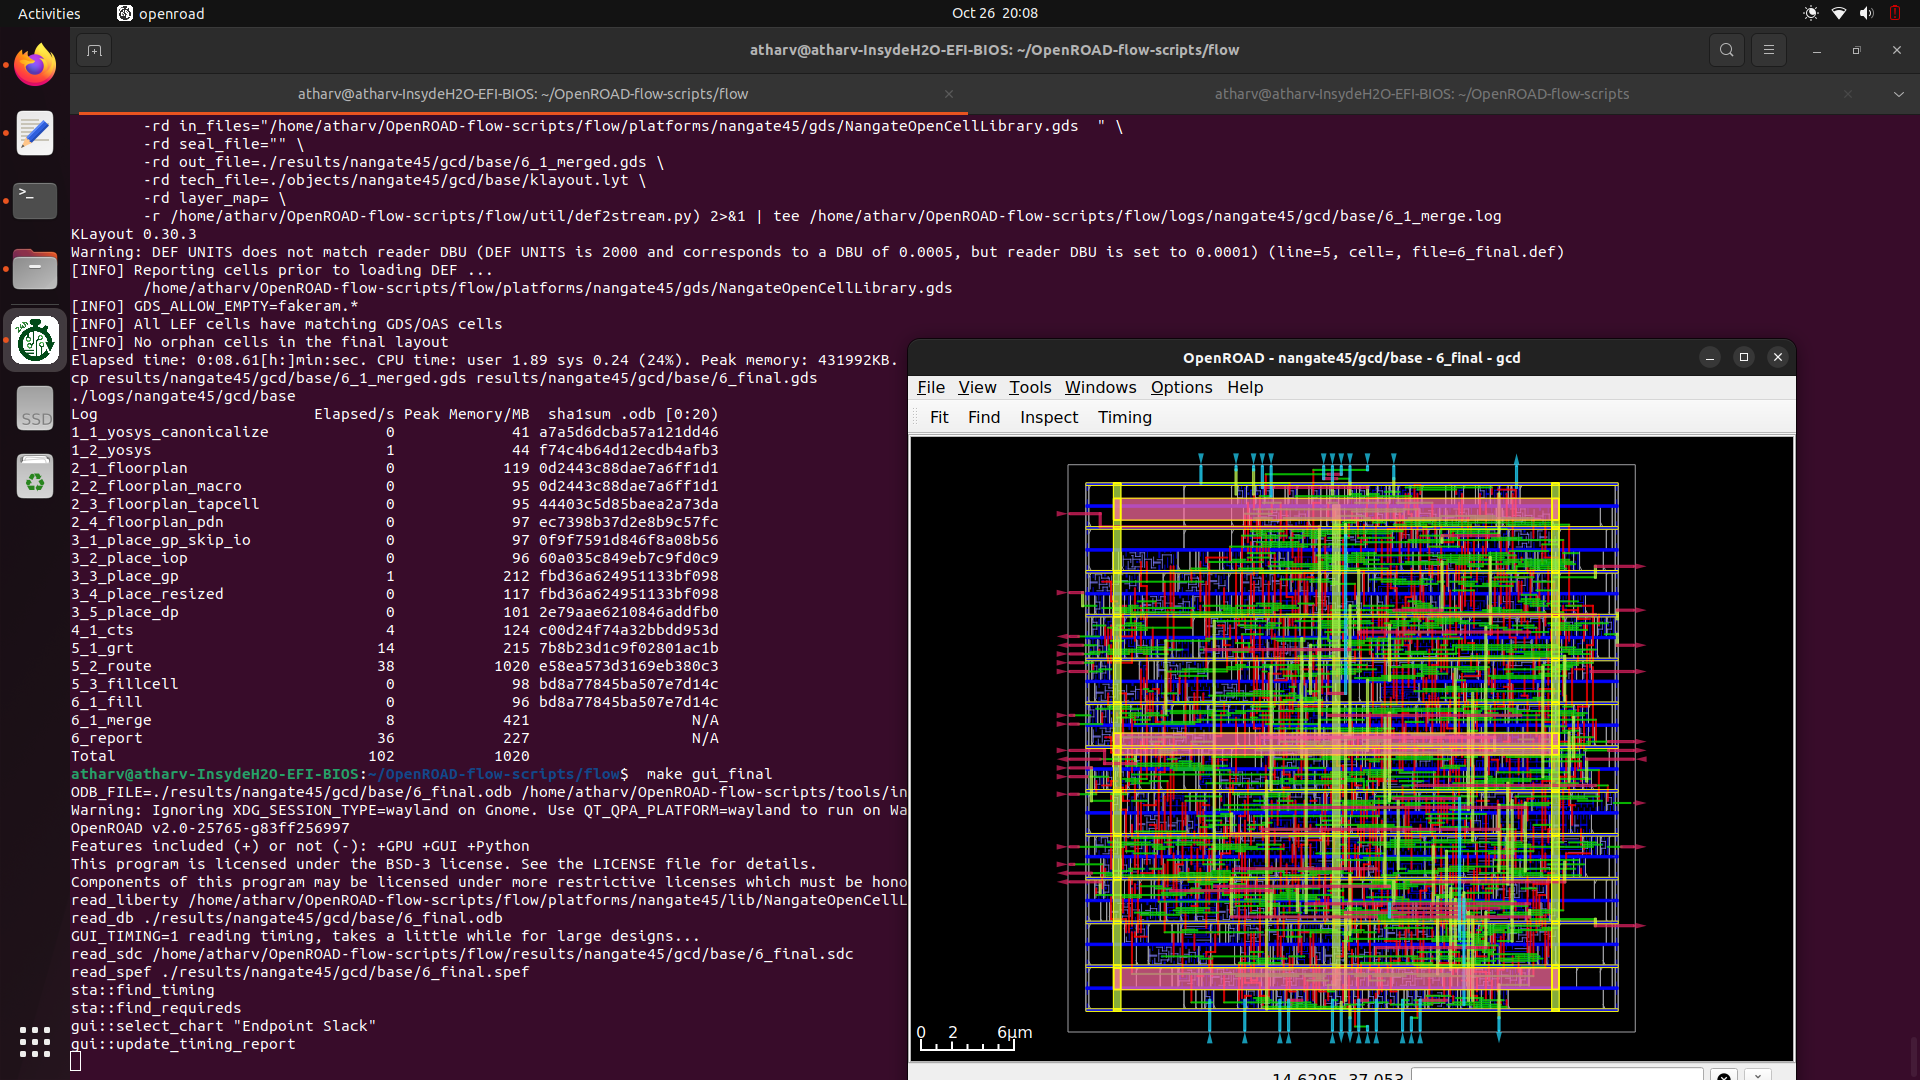 Activities
openroad
Oct 26 20:08
atharv@atharv-InsydeH2O-EFI-BIOS: ~/OpenROAD-flow-scripts/flow
atharv@atharv-InsydeH2O-EFI-BIOS: ~/OpenROAD-flow-scripts/flow
atharv@atharv-InsydeH2O-EFI-BIOS: ~/OpenROAD-flow-scripts
-rd in_files="/home/atharv/OpenROAD-flow-scripts/flow/platforms/nangate45/gds/NangateOpenCellLibrary.gds  " \
-rd seal_file="" \
-rd out_file=./results/nangate45/gcd/base/6_1_merged.gds \
-rd tech_file=./objects/nangate45/gcd/base/klayout.lyt \
-rd layer_map= \
-r /home/atharv/OpenROAD-flow-scripts/flow/util/def2stream.py) 2>&1 | tee /home/atharv/OpenROAD-flow-scripts/flow/logs/nangate45/gcd/base/6_1_merge.log
KLayout 0.30.3
Warning: DEF UNITS does not match reader DBU (DEF UNITS is 2000 and corresponds to a DBU of 0.0005, but reader DBU is set to 0.0001) (line=5, cell=, file=6_final.def)
[INFO] Reporting cells prior to loading DEF ...
/home/atharv/OpenROAD-flow-scripts/flow/platforms/nangate45/gds/NangateOpenCellLibrary.gds
[INFO] GDS_ALLOW_EMPTY=fakeram.*
[INFO] All LEF cells have matching GDS/OAS cells
[INFO] No orphan cells in the final layout
Elapsed time: 0:08.61[h:]min:sec. CPU time: user 1.89 sys 0.24 (24%). Peak memory: 431992KB.
cp results/nangate45/gcd/base/6_1_merged.gds results/nangate45/gcd/base/6_final.gds
./logs/nangate45/gcd/base
Log Elapsed/s Peak Memory/MB sha1sum .odb [0:20)
1_1_yosys_canonicalize 0 41 a7a5d6dcba57a121dd46
1_2_yosys 1 44 f74c4b64d12ecdb4afb3
2_1_floorplan 0 119 0d2443c88dae7a6ff1d1
2_2_floorplan_macro 0 95 0d2443c88dae7a6ff1d1
2_3_floorplan_tapcell 0 95 44403c5d85baea2a73da
2_4_floorplan_pdn 0 97 ec7398b37d2e8b9c57fc
3_1_place_gp_skip_io 0 97 0f9f7591d846f8a08b56
3_2_place_iop 0 96 60a035c849eb7c9fd0c9
3_3_place_gp 1 212 fbd36a624951133bf098
3_4_place_resized 0 117 fbd36a624951133bf098
3_5_place_dp 0 101 2e79aae6210846addfb0
4_1_cts 4 124 c00d24f74a32bbdd953d
5_1_grt 14 215 7b8b23d1c9f02801ac1b
5_2_route 38 1020 e58ea573d3169eb380c3
5_3_fillcell 0 98 bd8a77845ba507e7d14c
6_1_fill 0 96 bd8a77845ba507e7d14c
6_1_merge 8 421 N/A
6_report 36 227 N/A
Total 102 1020
atharv@atharv-InsydeH2O-EFI-BIOS:~/OpenROAD-flow-scripts/flow$  make gui_final
ODB_FILE=./results/nangate45/gcd/base/6_final.odb /home/atharv/OpenROAD-flow-scripts/tools/in
Warning: Ignoring XDG_SESSION_TYPE=wayland on Gnome. Use QT_QPA_PLATFORM=wayland to run on Wa
OpenROAD v2.0-25765-g83ff256997
Features included (+) or not (-): +GPU +GUI +Python
This program is licensed under the BSD-3 license. See the LICENSE file for details.
Components of this program may be licensed under more restrictive licenses which must be hono
read_liberty /home/atharv/OpenROAD-flow-scripts/flow/platforms/nangate45/lib/NangateOpenCellL
read_db ./results/nangate45/gcd/base/6_final.odb
GUI_TIMING=1 reading timing, takes a little while for large designs...
read_sdc /home/atharv/OpenROAD-flow-scripts/flow/results/nangate45/gcd/base/6_final.sdc
read_spef ./results/nangate45/gcd/base/6_final.spef
sta::find_timing
sta::find_requireds
gui::select_chart "Endpoint Slack"
gui::update_timing_report
OpenROAD - nangate45/gcd/base - 6_final - gcd
File View Tools Windows Options Help
Fit Find Inspect Timing
0 2 6μm
14.6295, 37.053
SSD
24h